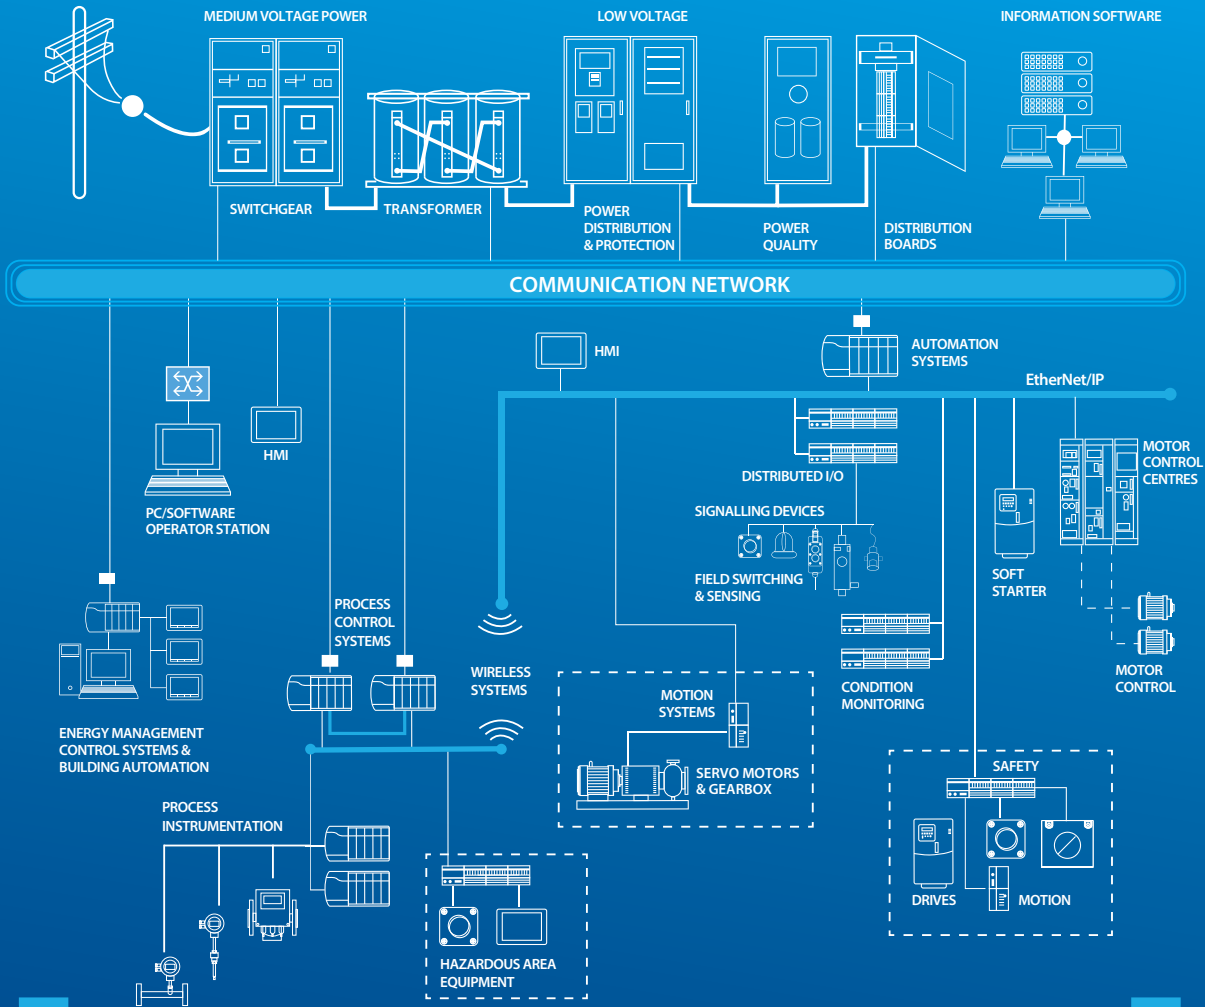 MEDIUM VOLTAGE POWER
LOW VOLTAGE
INFORMATION SOFTWARE
SWITCHGEAR
TRANSFORMER
POWER
DISTRIBUTION
& PROTECTION
POWER
QUALITY
DISTRIBUTION
BOARDS
COMMUNICATION NETWORK
HMI
AUTOMATION
SYSTEMS
EtherNet/IP
HMI
PC/SOFTWARE
OPERATOR STATION
DISTRIBUTED I/O
MOTOR
CONTROL
CENTRES
SIGNALLING DEVICES
FIELD SWITCHING
& SENSING
SOFT
STARTER
PROCESS
CONTROL
SYSTEMS
WIRELESS
SYSTEMS
MOTION
SYSTEMS
CONDITION
MONITORING
MOTOR
CONTROL
ENERGY MANAGEMENT
CONTROL SYSTEMS &
BUILDING AUTOMATION
SERVO MOTORS
& GEARBOX
SAFETY
PROCESS
INSTRUMENTATION
DRIVES
MOTION
HAZARDOUS AREA
EQUIPMENT